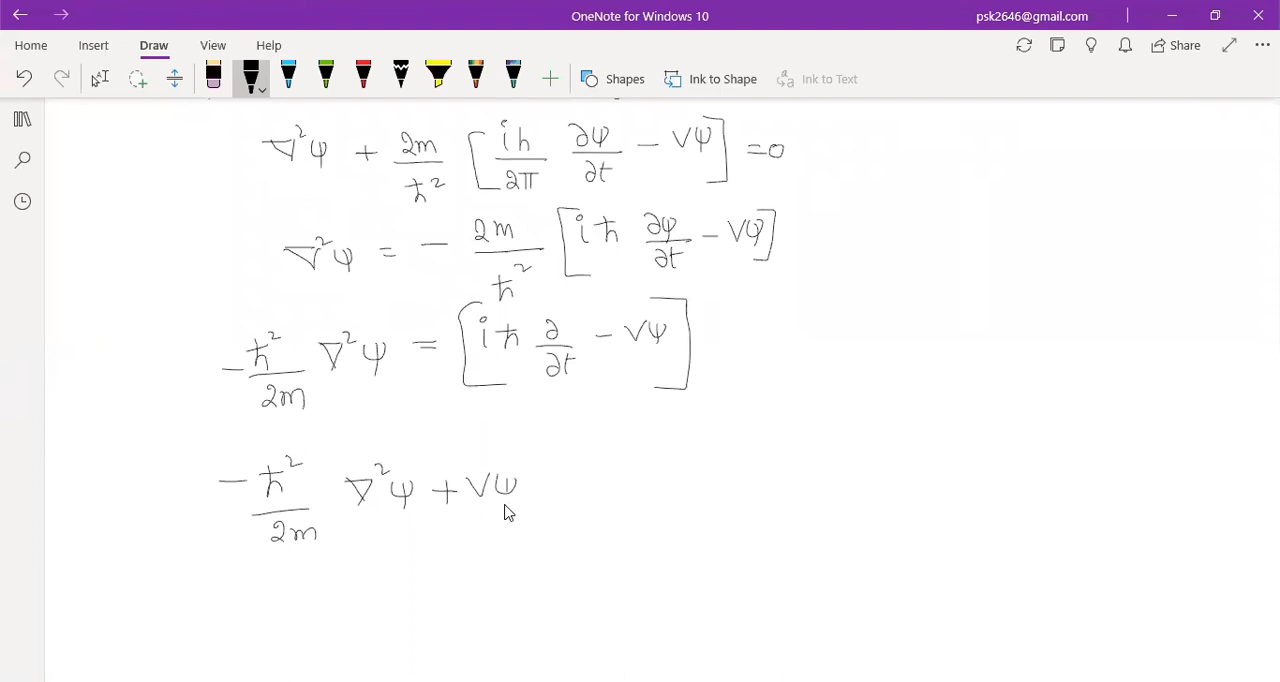 OneNote for Windows 10
psk2646@gmail.com
Home Insert Draw View Help
Share
Shapes Ink to Shape Ink to Text
∇²ψ + 2m/ħ² [ih/2π ∂ψ/∂t − Vψ] = 0
∇²ψ = − 2m/ħ² [iħ ∂ψ/∂t − Vψ]
−ħ²/2m ∇²ψ = [iħ ∂/∂t − Vψ]
−ħ²/2m ∇²ψ + Vψ